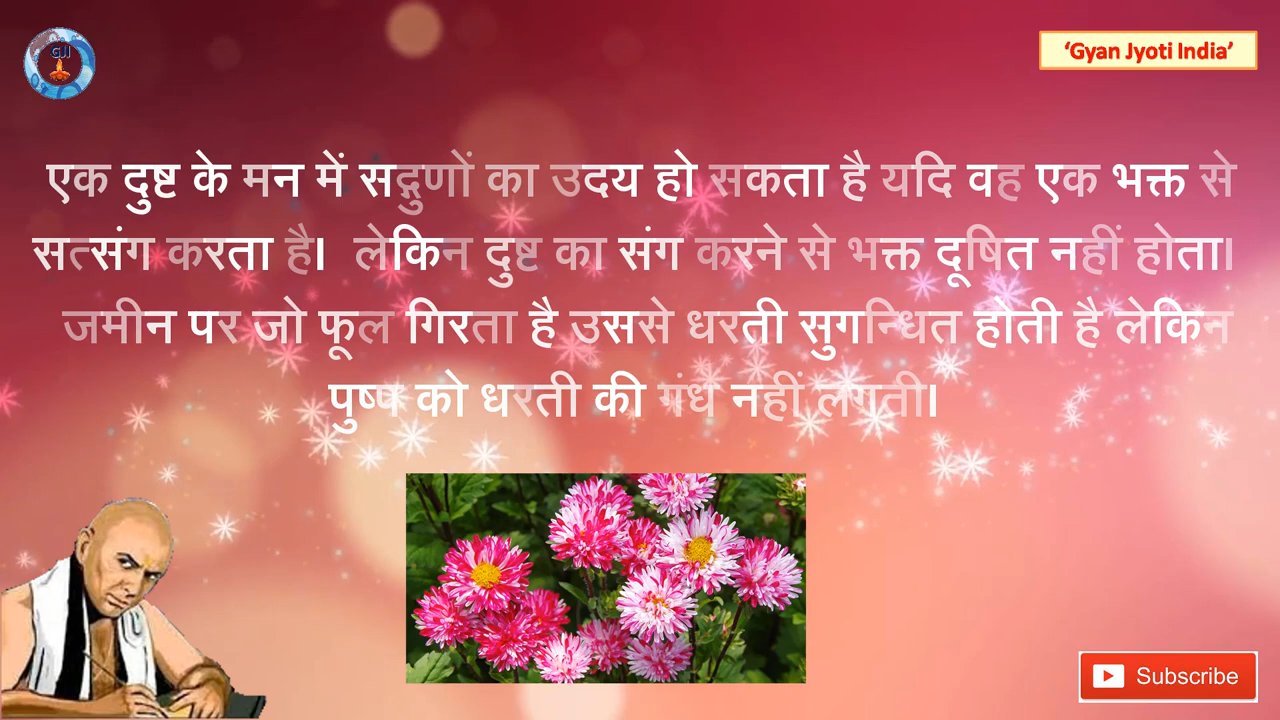 GJI
‘Gyan Jyoti India’
एक दुष्ट के मन में सद्गुणों का उदय हो सकता है यदि वह एक भक्त से
सत्संग करता है। लेकिन दुष्ट का संग करने से भक्त दूषित नहीं होता।
जमीन पर जो फूल गिरता है उससे धरती सुगन्धित होती है लेकिन
पुष्प को धरती की गंध नहीं लगती।
Subscribe